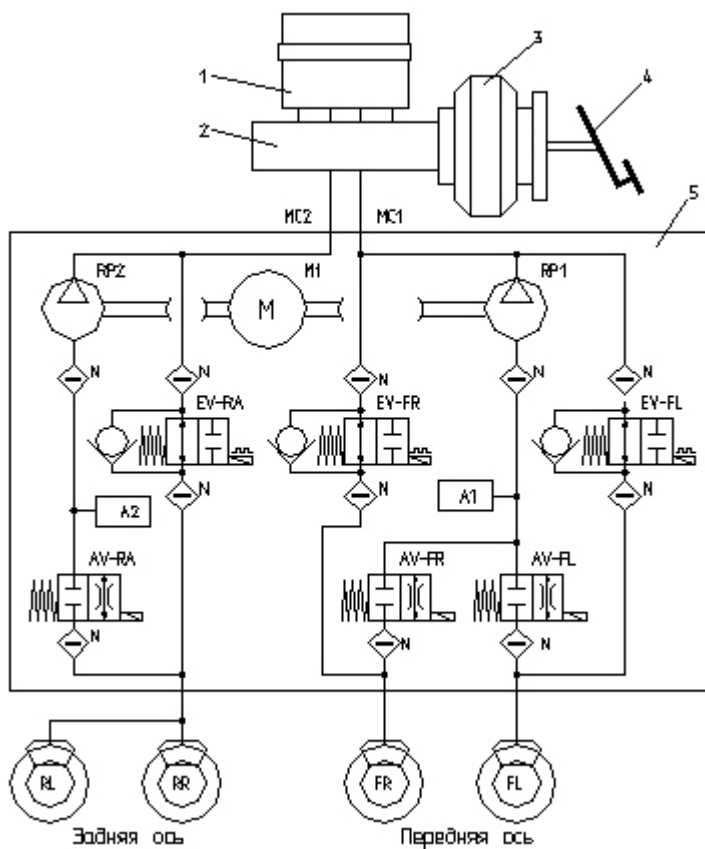 1
2
3
4
5
MC2 MC1
RP2 M1 RP1
M
N N N N
EV-RA EV-FR EV-FL
N N N
A2 A1
AV-RA AV-FR AV-FL
N N N
RL RR FR FL
Задняя ось Передняя ось